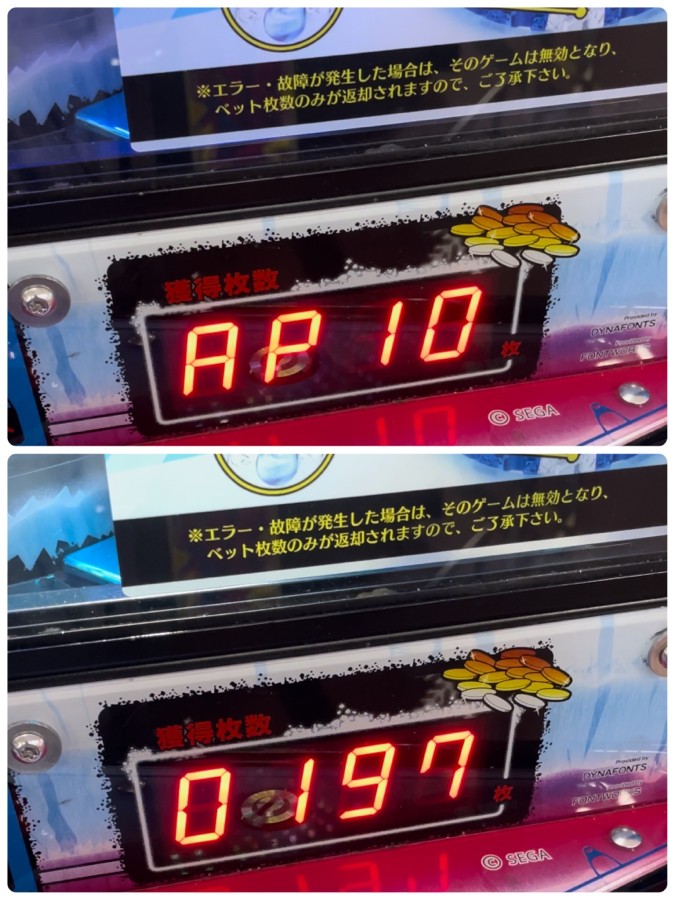 ※エラー・故障が発生した場合は、そのゲームは無効となり、
ベット枚数のみが返却されますので、ご了承下さい。
獲得枚数
AP 10
枚
Provided by
DYNAFONTS
FONTWORKS
© SEGA
※エラー・故障が発生した場合は、そのゲームは無効となり、
ベット枚数のみが返却されますので、ご了承下さい。
獲得枚数
0197
枚
Provided by
DYNAFONTS
FONTWORKS
© SEGA